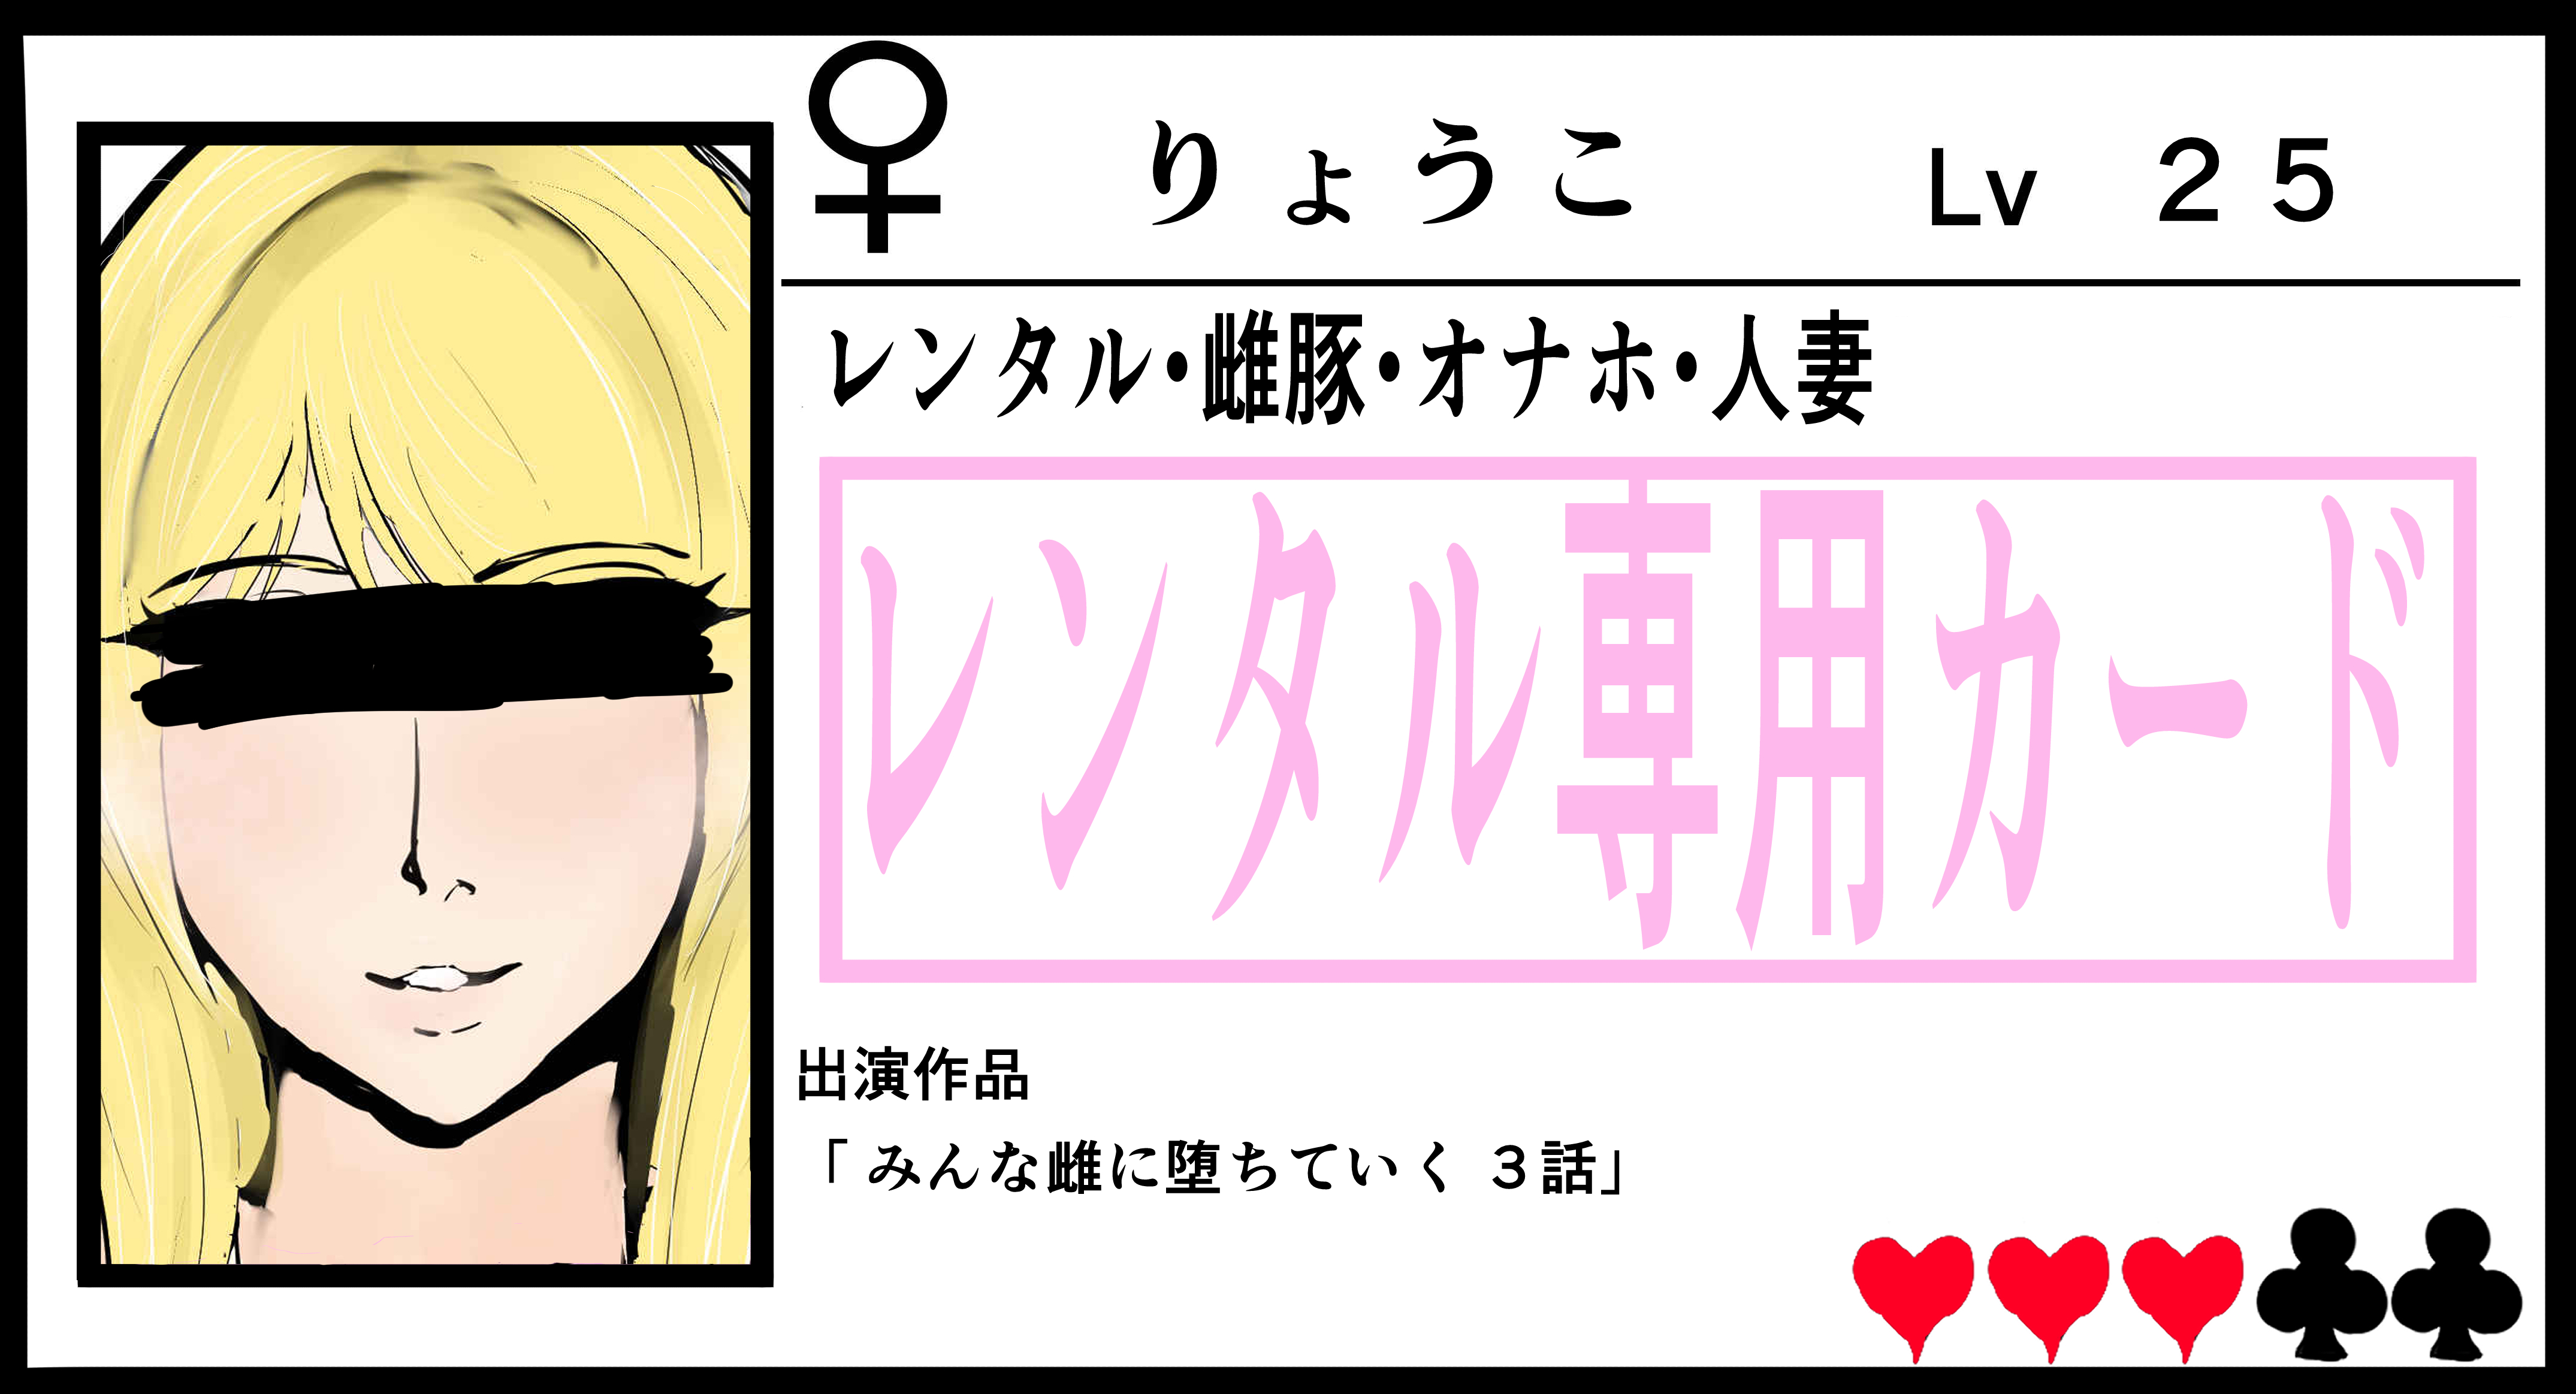 ♀ りょうこ Lv 25
レンタル・雌豚・オナホ・人妻
レンタル専用カード
出演作品
「みんな雌に堕ちていく 3話」